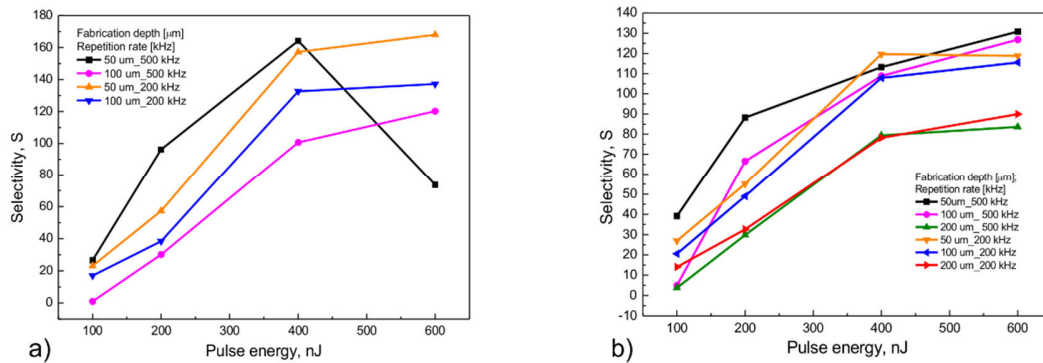 180
160
140
120
100
80
60
40
20
0
Selectivity, S
Fabrication depth [μm]
Repetition rate [kHz]
50 um_500 kHz
100 um_500 kHz
50 um_200 kHz
100 um_200 kHz
100 200 300 400 500 600
Pulse energy, nJ
a)
140
130
120
110
100
90
80
70
60
50
40
30
20
10
0
-10
Selectivity, S
Fabrication depth [μm];
Repetition rate [kHz]
50um_500 kHz
100 um_500 kHz
200 um_500 kHz
50 um_200 kHz
100 um_200 kHz
200 um_200 kHz
100 200 300 400 500 600
Pulse energy, nJ
b)